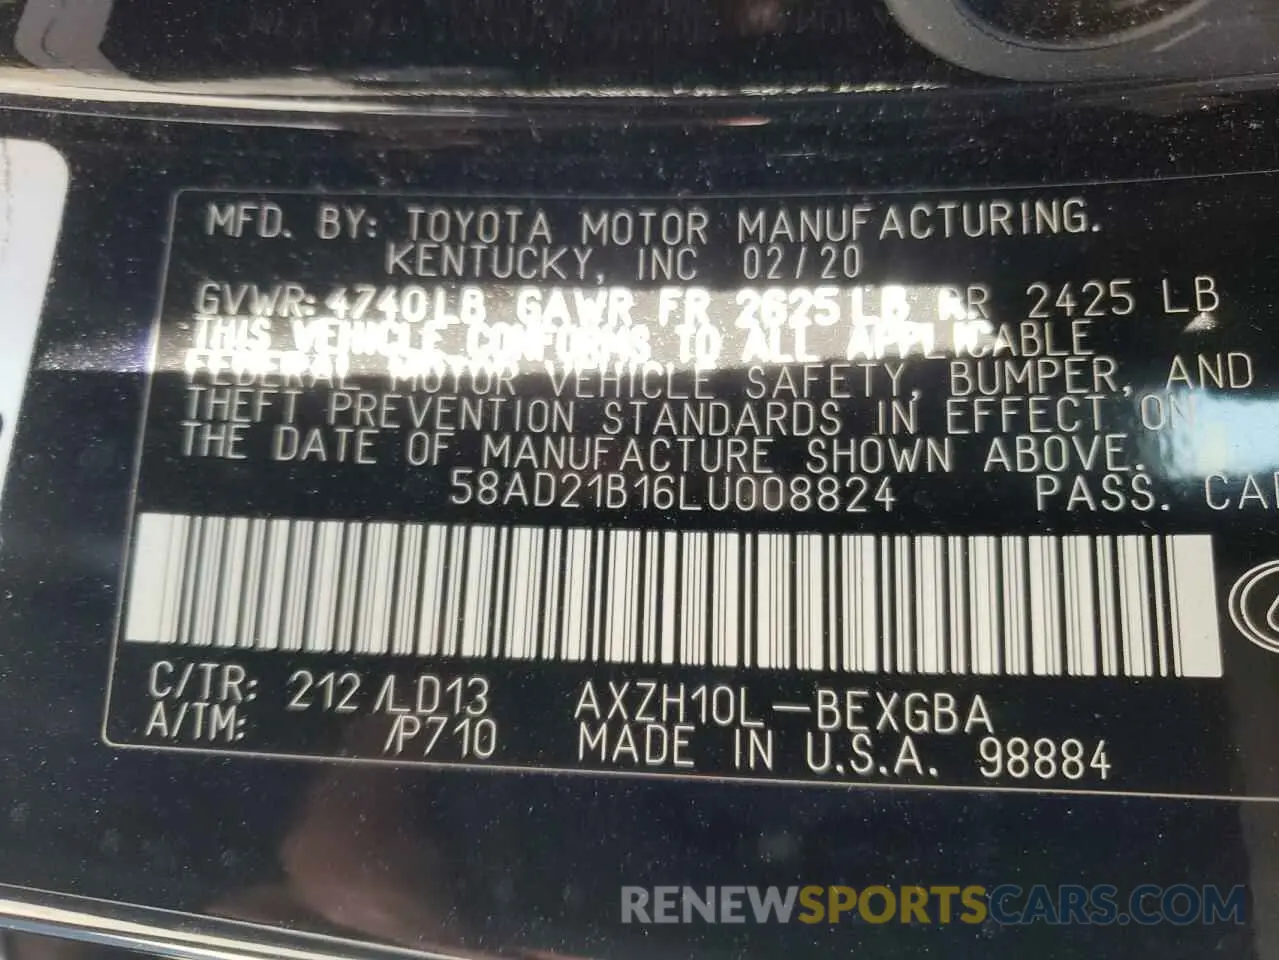 MFD. BY: TOYOTA MOTOR MANUFACTURING.
KENTUCKY, INC 02/20
GVWR: 4740LB GAWR FR 2625LB RR 2425 LB
THIS VEHICLE CONFORMS TO ALL APPLICABLE
FEDERAL MOTOR VEHICLE SAFETY, BUMPER, AND
THEFT PREVENTION STANDARDS IN EFFECT ON
THE DATE OF MANUFACTURE SHOWN ABOVE.
58AD21B16LU008824 PASS. CA
C/TR: 212 /LD13 AXZH10L-BEXGBA
A/TM: /P710 MADE IN U.S.A. 98884
RENEWSPORTSCARS.COM